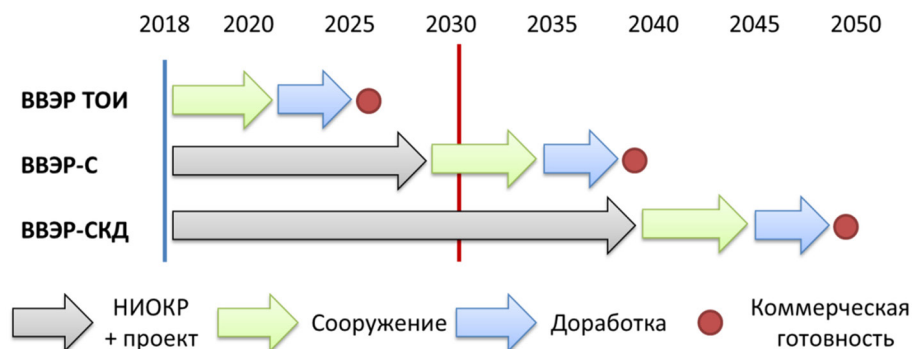 2018 2020 2025 2030 2035 2040 2045 2050
ВВЭР ТОИ
ВВЭР-С
ВВЭР-СКД
НИОКР
+ проект
Сооружение
Доработка
Коммерческая
готовность